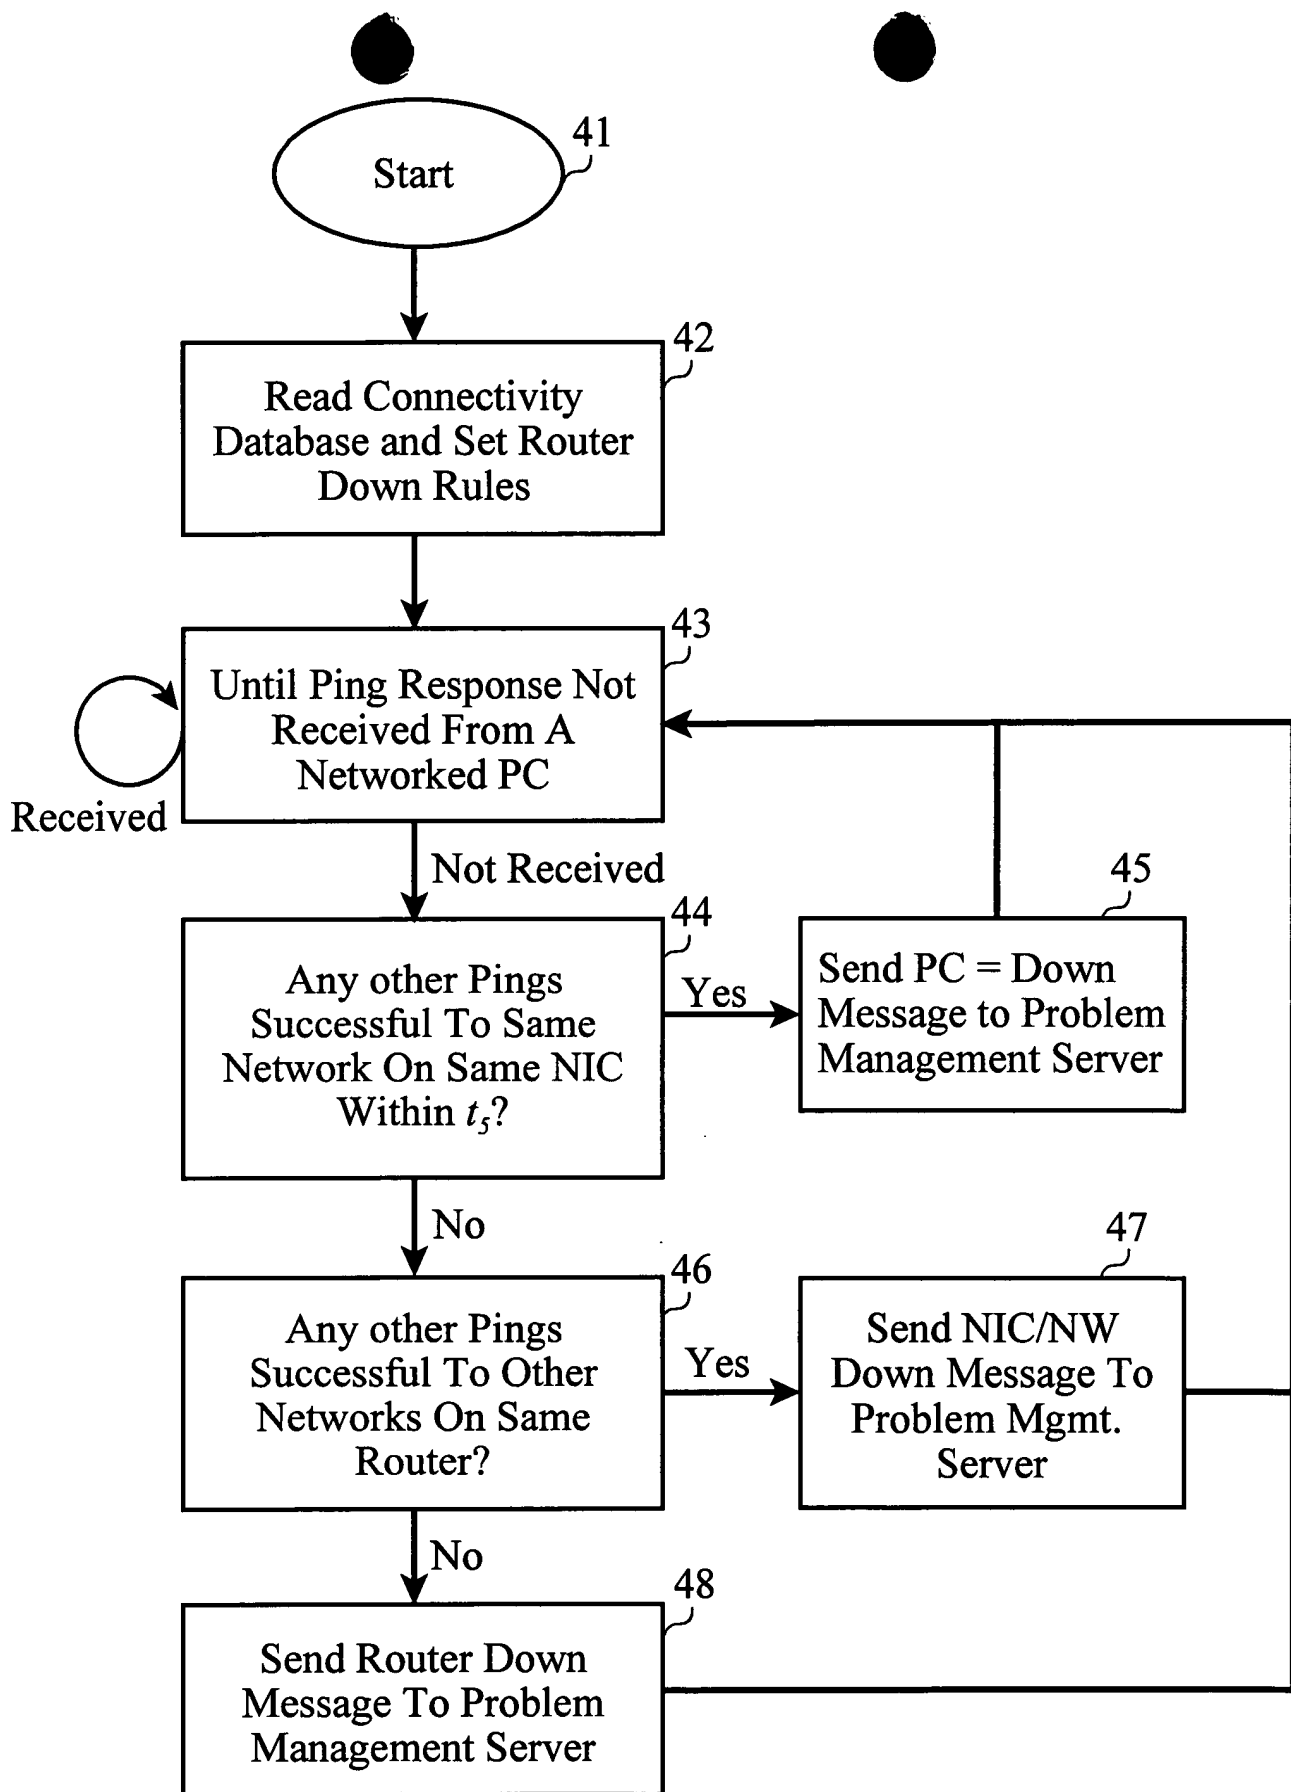 41
Start
42
Read Connectivity
Database and Set Router
Down Rules
43
Until Ping Response Not
Received From A
Networked PC
Received
Not Received
44
Any other Pings
Successful To Same
Network On Same NIC
Within t5?
Yes
45
Send PC = Down
Message to Problem
Management Server
No
46
Any other Pings
Successful To Other
Networks On Same
Router?
Yes
47
Send NIC/NW
Down Message To
Problem Mgmt.
Server
No
48
Send Router Down
Message To Problem
Management Server